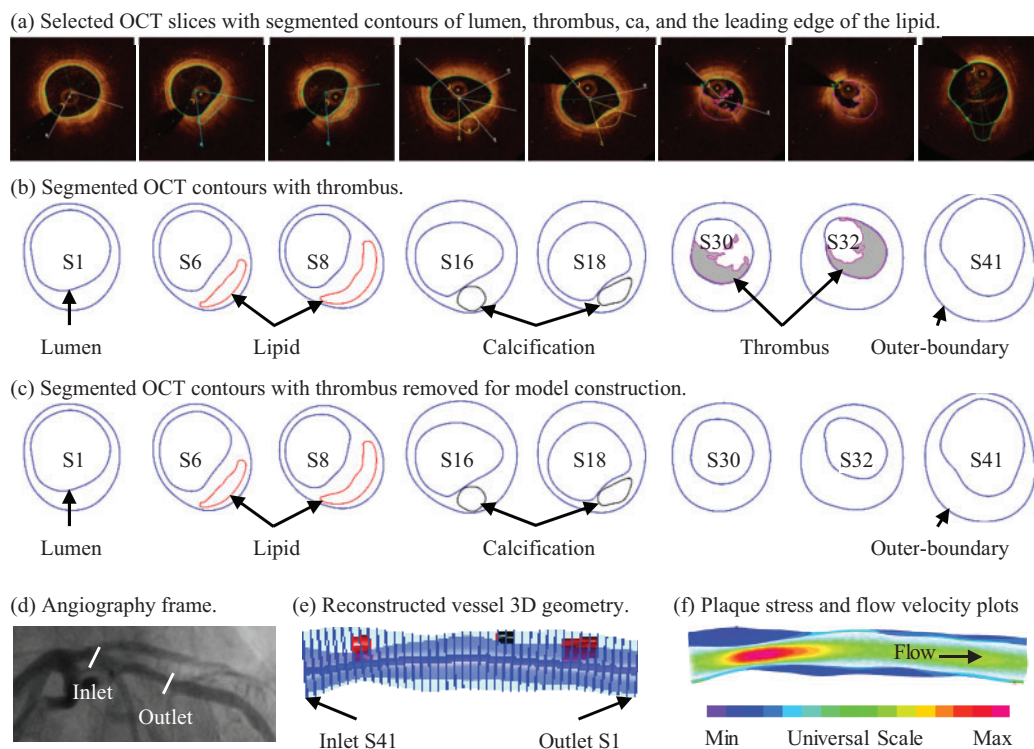 (a) Selected OCT slices with segmented contours of lumen, thrombus, ca, and the leading edge of the lipid.
(b) Segmented OCT contours with thrombus.
S1 S6 S8 S16 S18 S30 S32 S41
Lumen Lipid Calcification Thrombus Outer-boundary
(c) Segmented OCT contours with thrombus removed for model construction.
S1 S6 S8 S16 S18 S30 S32 S41
Lumen Lipid Calcification Outer-boundary
(d) Angiography frame. (e) Reconstructed vessel 3D geometry. (f) Plaque stress and flow velocity plots
Inlet
Outlet
Flow
Inlet S41 Outlet S1
Min Universal Scale Max